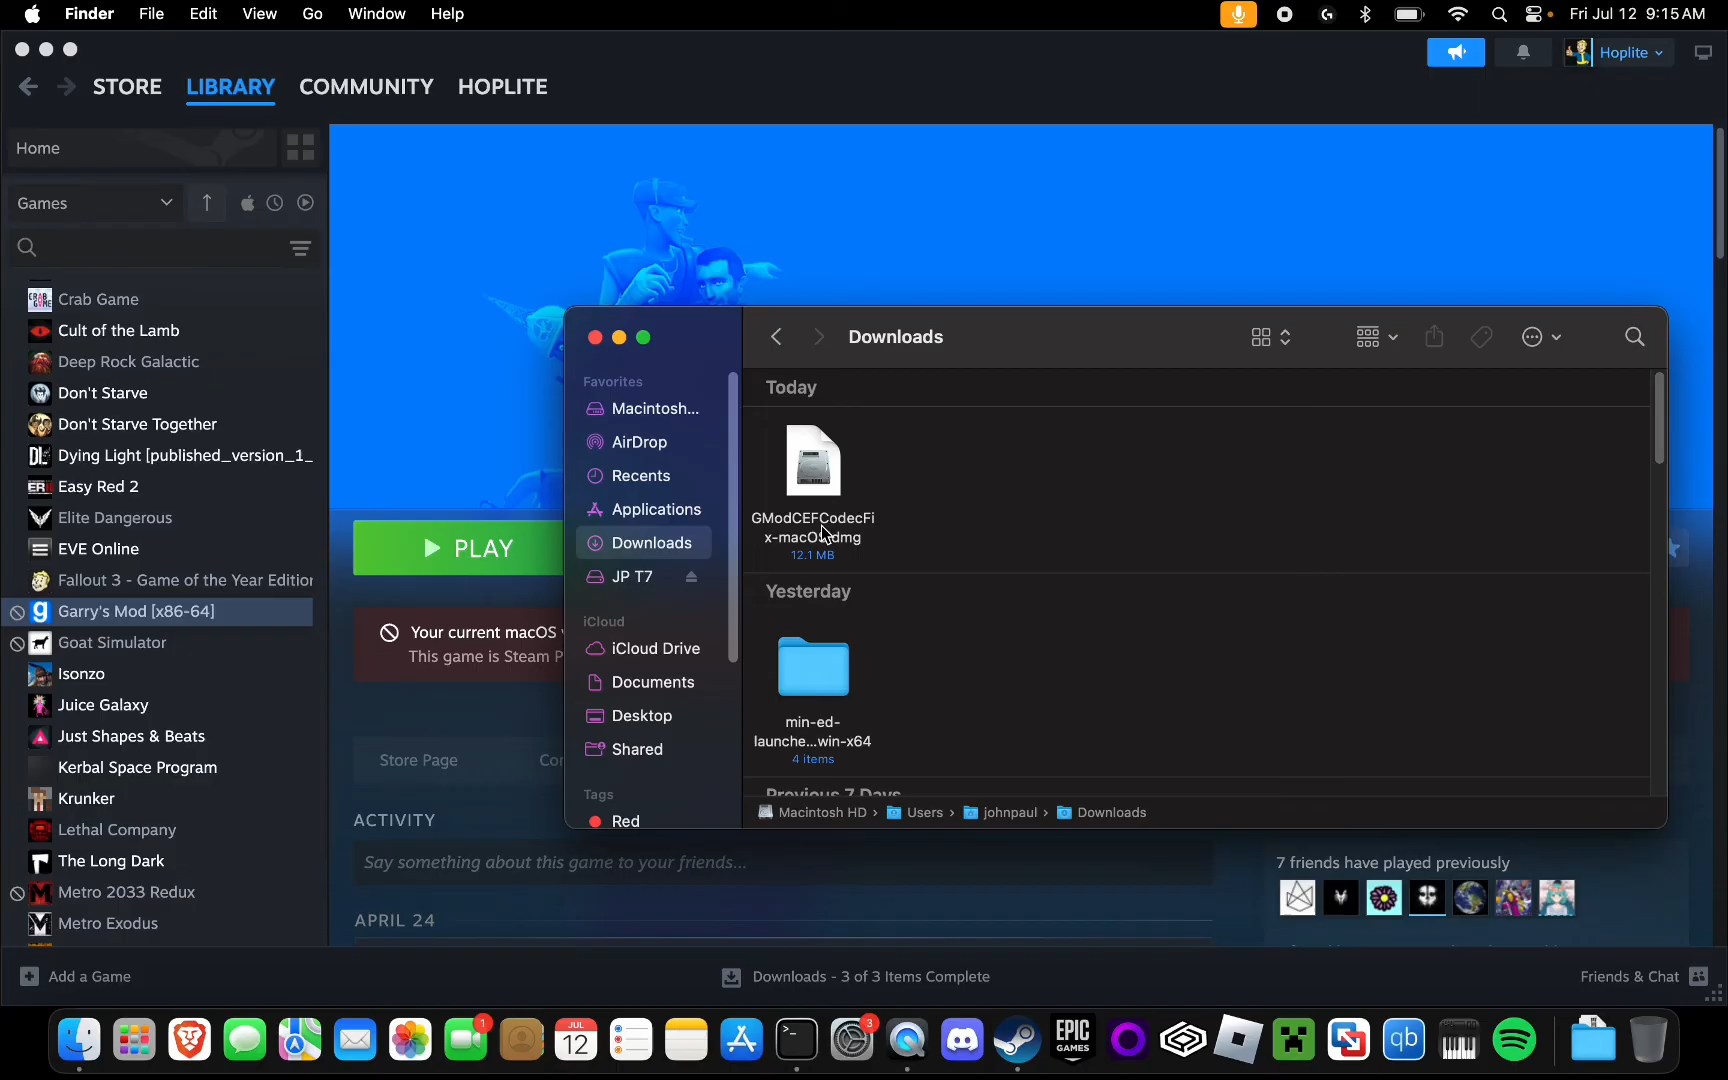 Finder File Edit View Go Window Help
Fri Jul 12 9:15 AM
Hoplite
STORE LIBRARY COMMUNITY HOPLITE
Home
Games
Crab Game
Cult of the Lamb
Deep Rock Galactic
Don't Starve
Don't Starve Together
Dying Light [published_version_1_
Easy Red 2
Elite Dangerous
EVE Online
Fallout 3 - Game of the Year Edition
Garry's Mod [x86-64]
Goat Simulator
Isonzo
Juice Galaxy
Just Shapes & Beats
Kerbal Space Program
Krunker
Lethal Company
The Long Dark
Metro 2033 Redux
Metro Exodus
PLAY
Your current macOS
This game is Steam P
Store Page
Co
ACTIVITY
Say something about this game to your friends...
APRIL 24
7 friends have played previously
Downloads
Favorites
Macintosh...
AirDrop
Recents
Applications
Downloads
JP T7
iCloud
iCloud Drive
Documents
Desktop
Shared
Tags
Red
Today
GModCEFCodecFi
x-macOS.dmg
12.1 MB
Yesterday
min-ed-
launche...win-x64
4 items
Previous 7 Days
Macintosh HD › Users › johnpaul › Downloads
Add a Game
Downloads - 3 of 3 Items Complete
Friends & Chat
1
JUL
12
3
EPIC
GAMES
qb